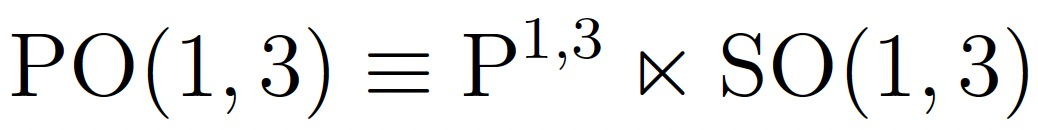 PO(1, 3) ≡ P^{1,3} ⋉ SO(1, 3)